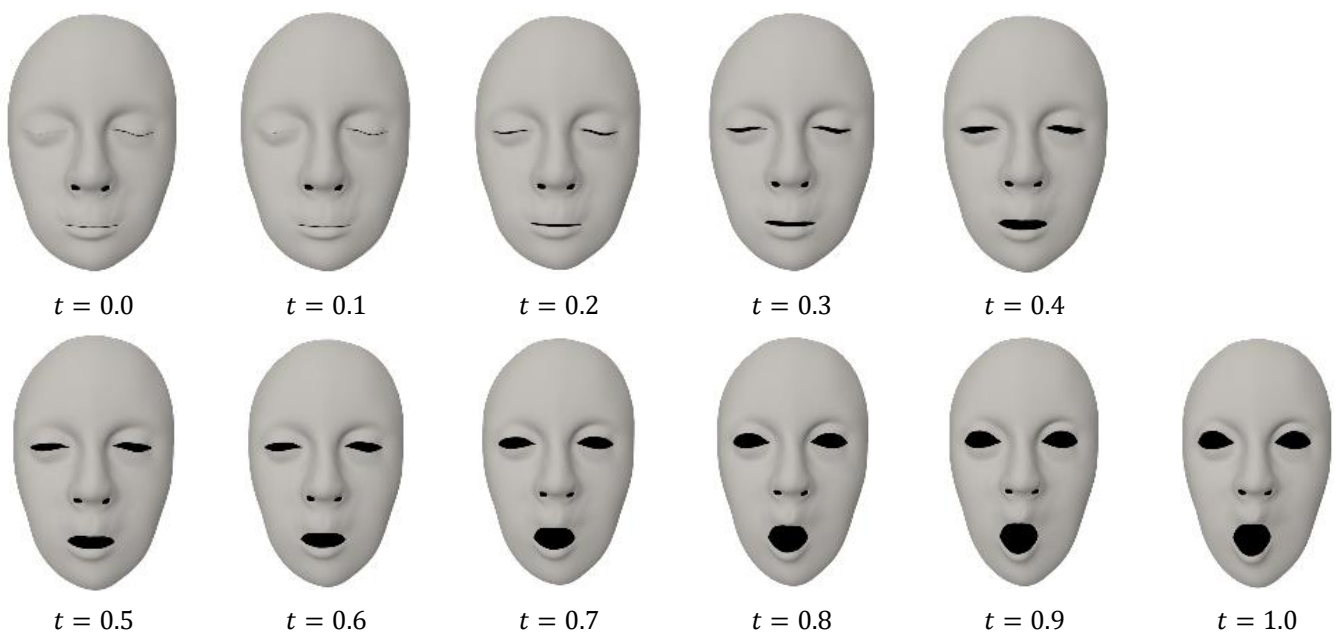 t = 0.0 t = 0.1 t = 0.2 t = 0.3 t = 0.4
t = 0.5 t = 0.6 t = 0.7 t = 0.8 t = 0.9 t = 1.0